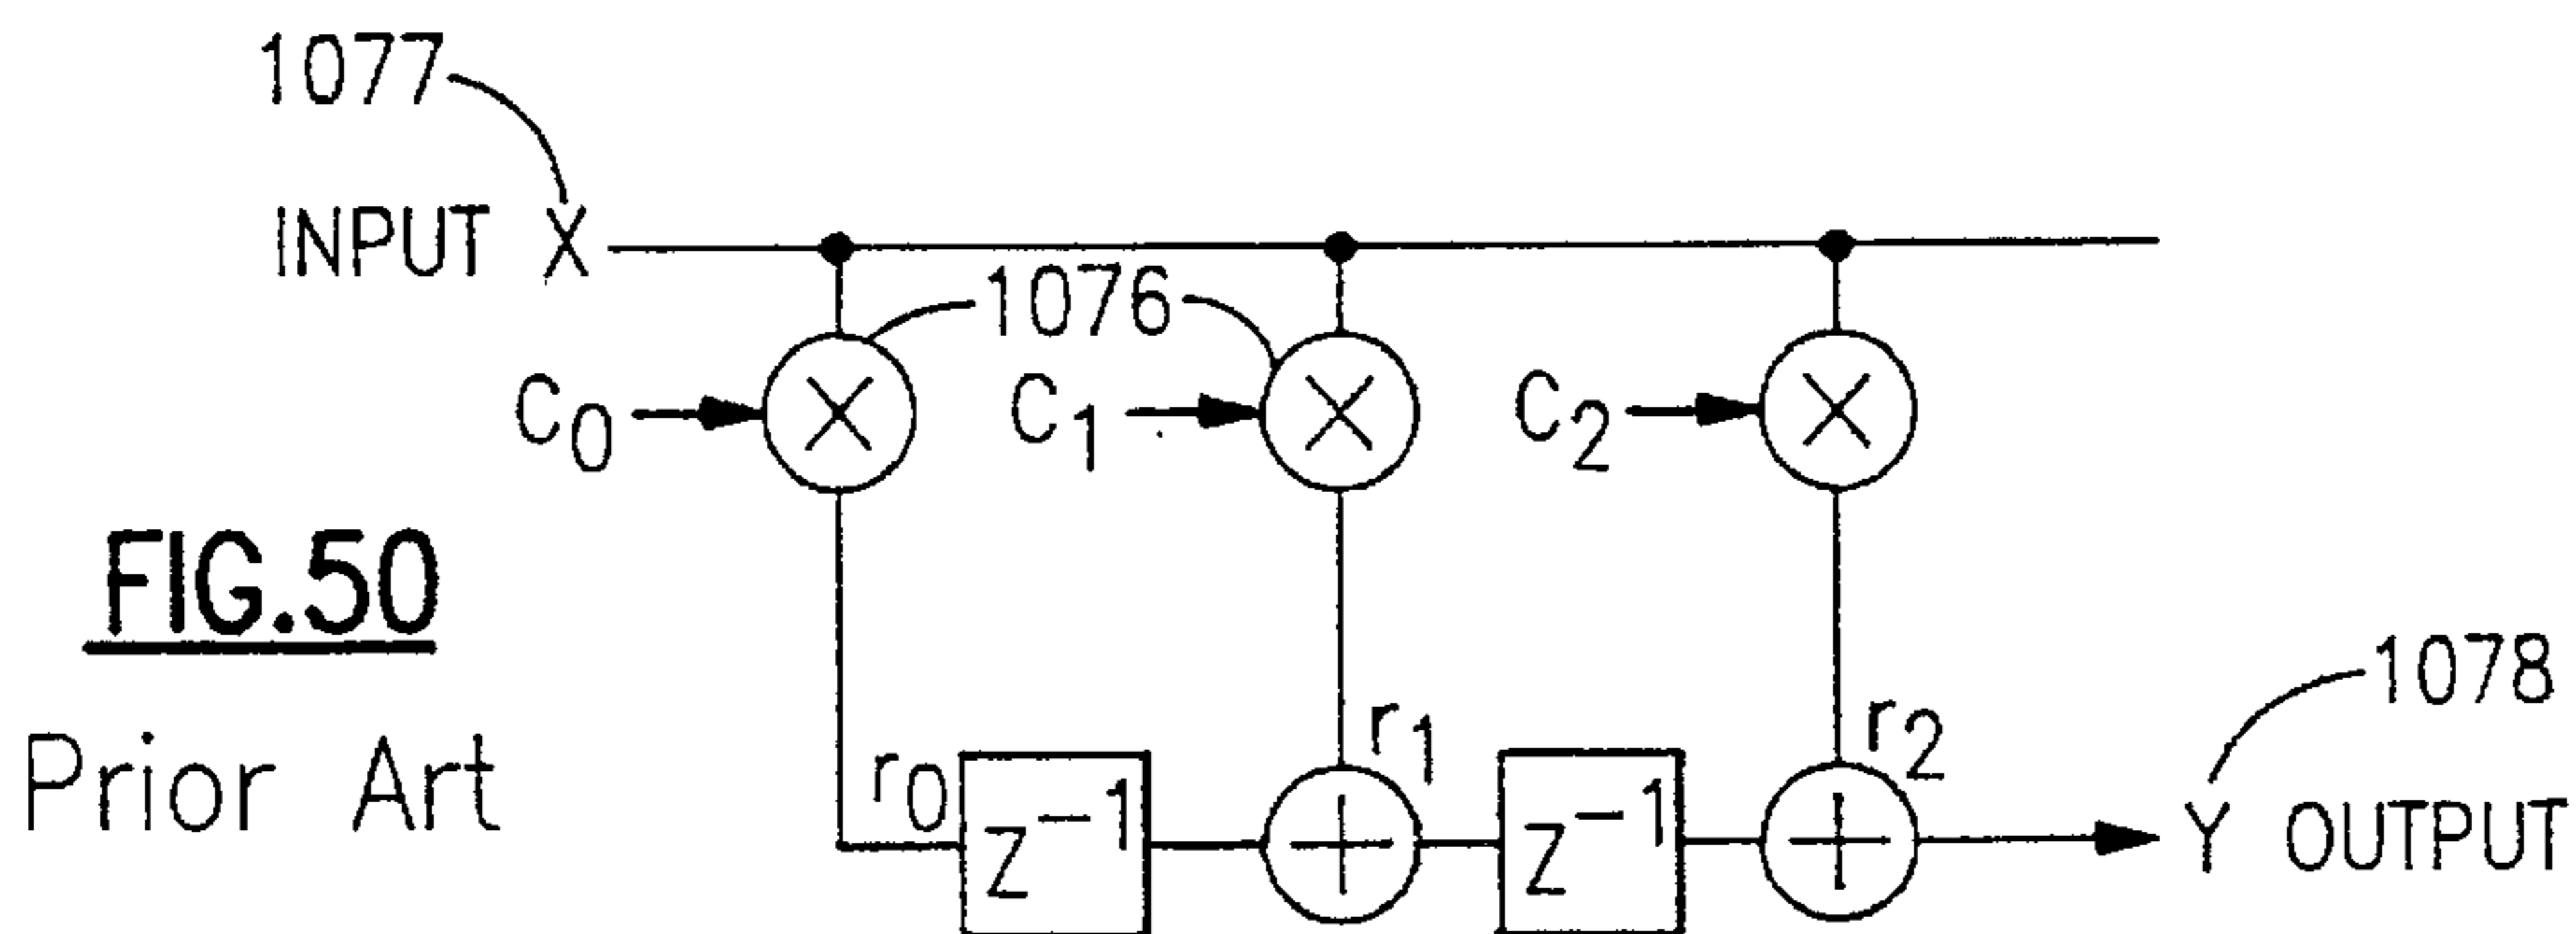 1077
INPUT X
1076
C₀
C₁
C₂
FIG.50
Prior Art
r₀
r₁
r₂
z⁻¹
z⁻¹
1078
Y OUTPUT